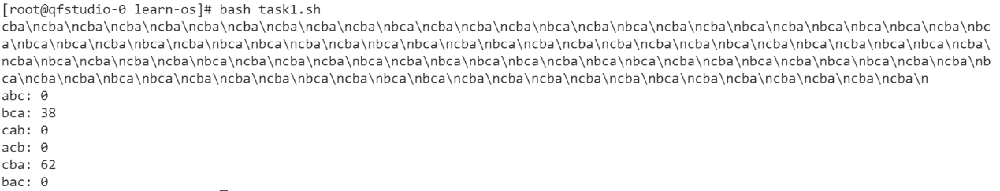 [root@qfstudio-0 learn-os]# bash task1.sh
cba\ncba\ncba\ncba\ncba\ncba\ncba\ncba\ncba\nbca\ncba\ncba\ncba\nbca\ncba\nbca\ncba\ncba\nbca\ncba\nbca\nbca\nbca\ncba\nbc
a\nbca\nbca\ncba\nbca\ncba\nbca\nbca\ncba\nbca\nbca\nbca\ncba\nbca\ncba\nbca\ncba\ncba\nbca\ncba\nbca\ncba\nbca\ncba\
ncba\nbca\ncba\ncba\ncba\nbca\ncba\ncba\ncba\nbca\ncba\nbca\nbca\nbca\ncba\nbca\nbca\ncba\ncba\nbca\ncba\nbca\nbca\ncba\ncba\nb
ca\ncba\ncba\nbca\nbca\ncba\ncba\ncba\ncba\nbca\ncba\nbca\nbca\ncba\ncba\ncba\ncba\ncba\nbca\ncba\ncba\ncba\ncba\ncba\ncba\n
abc: 0
bca: 38
cab: 0
acb: 0
cba: 62
bac: 0